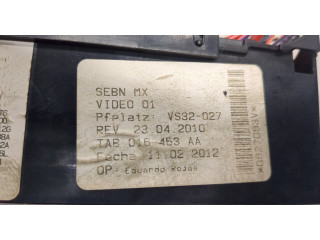 SEBN MX
VIDEO 01
Pfplatz: VS32-027
REV 23.04.2010
TAB 016 453 AA
Fecha 11.02.2012
OP: Eduardo Rojas